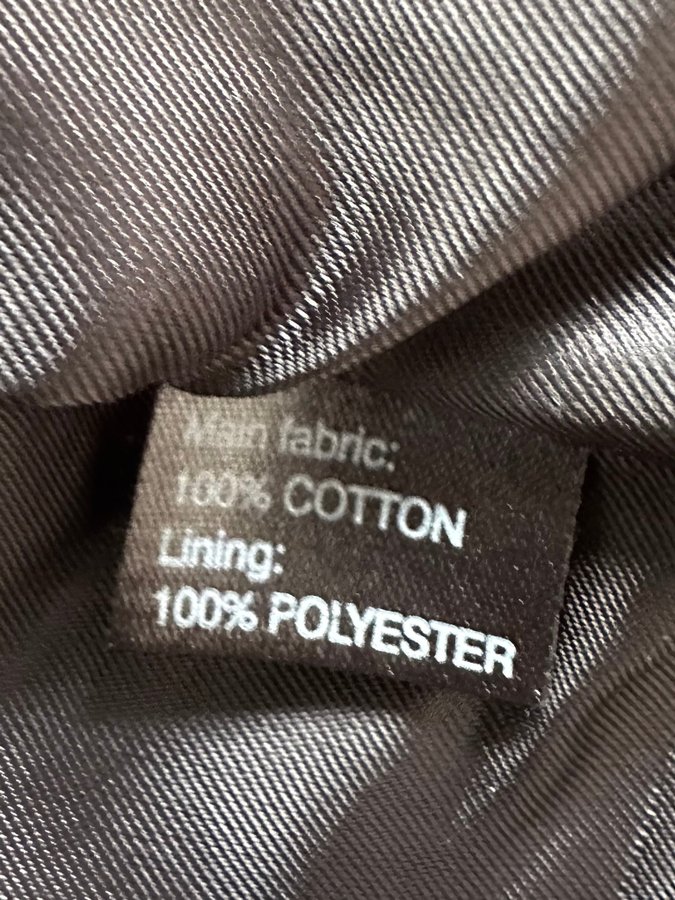 Main fabric:
100% COTTON
Lining:
100% POLYESTER